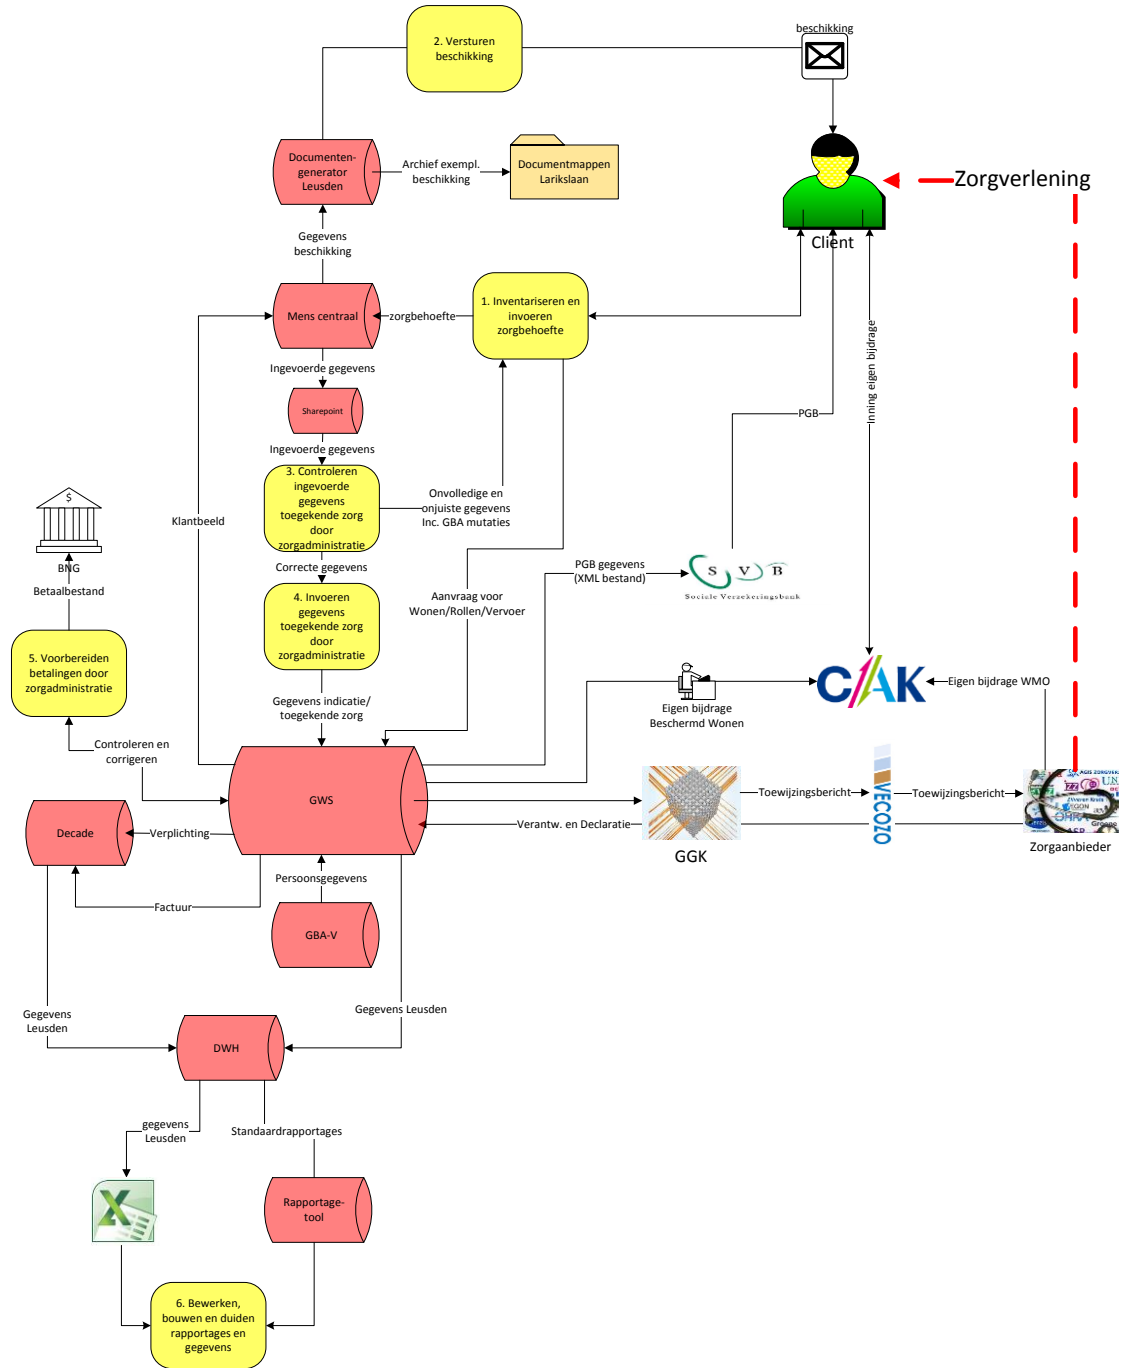 beschikking
2. Versturen
beschikking
Documenten-
generator
Leusden
Archief exempl.
beschikking
Documentmappen
Larikslaan
Zorgverlening
Client
Gegevens
beschikking
Mens centraal
zorgbehoefte
1. Inventariseren en
invoeren
zorgbehoefte
Ingevoerde gegevens
Sharepoint
Ingevoerde gegevens
Inning eigen bijdrage
PGB
3. Controleren
ingevoerde
gegevens
toegekende zorg
door
zorgadministratie
Onvolledige en
onjuiste gegevens
Inc. GBA mutaties
Klantbeeld
$
BNG
Betaalbestand
Correcte gegevens
4. Invoeren
gegevens
toegekende zorg
door
zorgadministratie
Aanvraag voor
Wonen/Rollen/Vervoer
PGB gegevens
(XML bestand)
S V B
Sociale Verzekeringsbank
5. Voorbereiden
betalingen door
zorgadministratie
Gegevens indicatie/
toegekende zorg
Eigen bijdrage
Beschermd Wonen
CAK
Eigen bijdrage WMO
Controleren en
corrigeren
GWS
Toewijzingsbericht
VECOZO
Toewijzingsbericht
AGIS ZORGVER
Decade
Verplichting
Verantw. en Declaratie
GGK
Zorgaanbieder
Persoonsgegevens
Factuur
GBA-V
Gegevens
Leusden
Gegevens Leusden
DWH
gegevens
Leusden
Standaardrapportages
X
Rapportage-
tool
6. Bewerken,
bouwen en duiden
rapportages en
gegevens